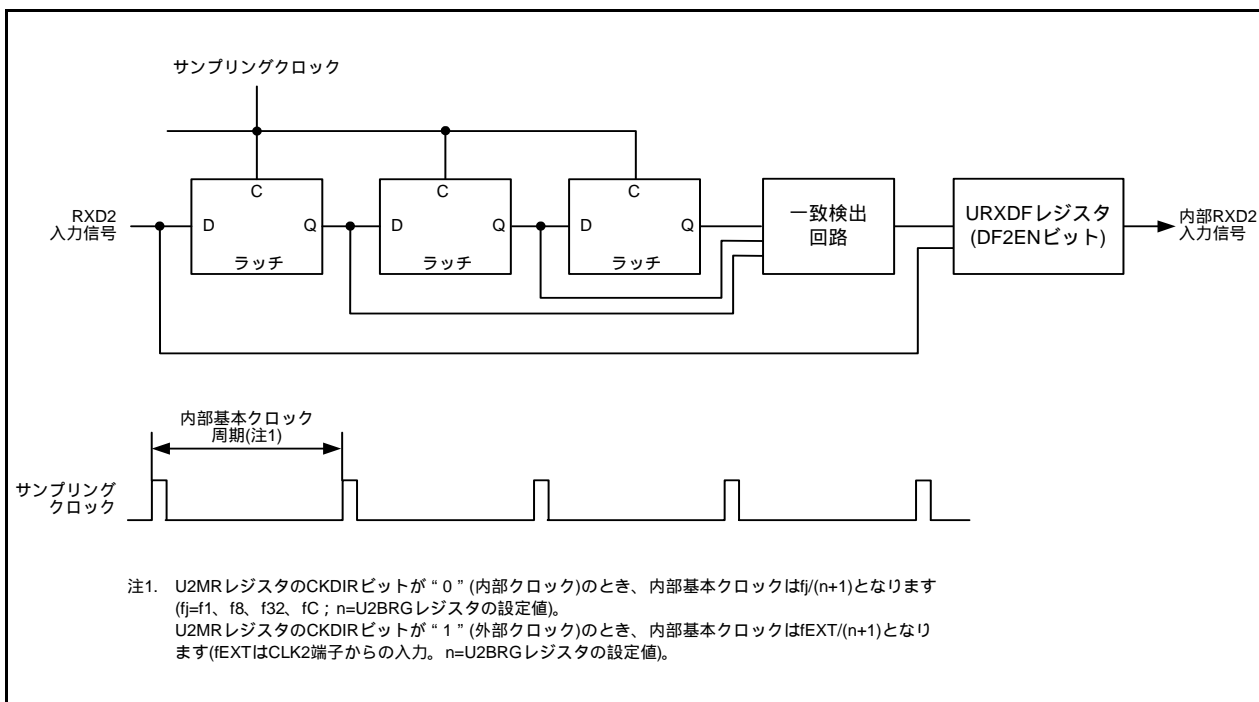 サンプリングクロック
C
C
C
RXD2
入力信号
D
Q
D
Q
D
Q
ラッチ
ラッチ
ラッチ
一致検出
回路
URXDFレジスタ
(DF2ENビット)
内部RXD2
入力信号
内部基本クロック
周期(注1)
サンプリング
クロック
注1. U2MRレジスタのCKDIRビットが“0”(内部クロック)のとき、内部基本クロックはfj/(n+1)となります
(fj=f1、f8、f32、fC；n=U2BRGレジスタの設定値)。
U2MRレジスタのCKDIRビットが“1”(外部クロック)のとき、内部基本クロックはfEXT/(n+1)となり
ます(fEXTはCLK2端子からの入力。n=U2BRGレジスタの設定値)。